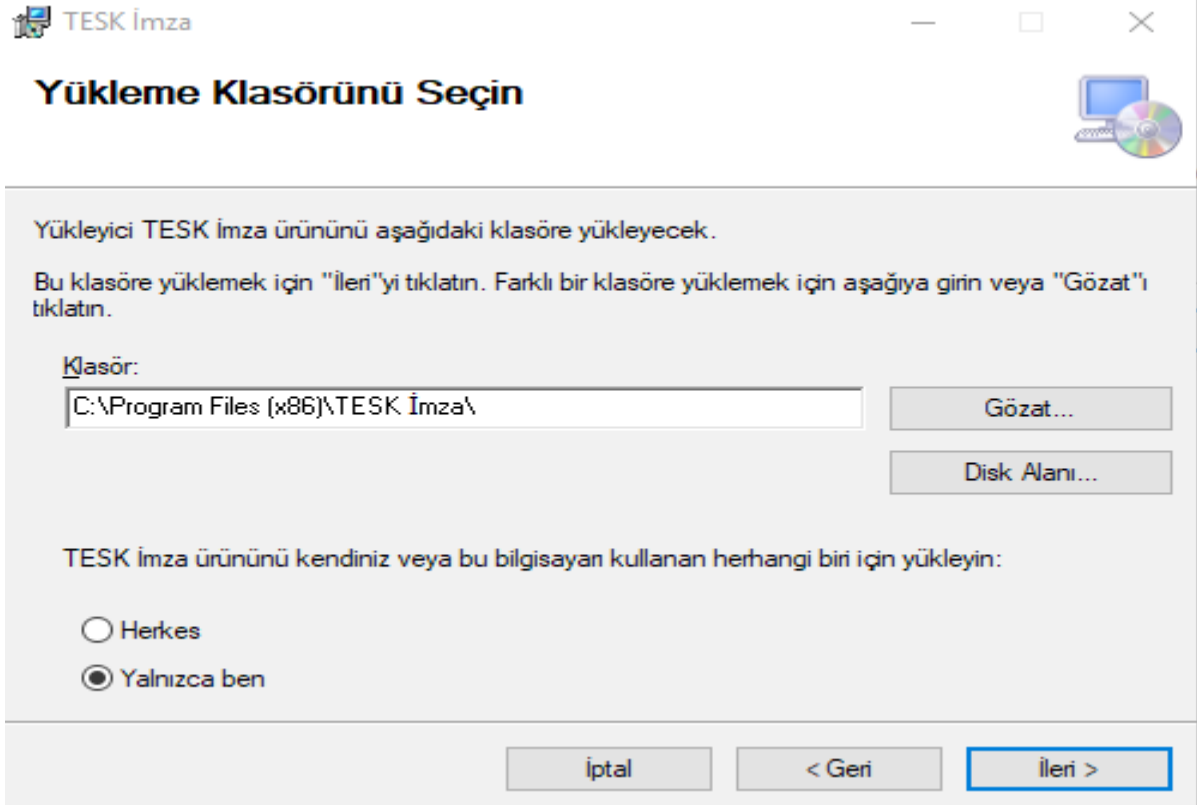 TESK İmza
Yükleme Klasörünü Seçin
Yükleyici TESK İmza ürününü aşağıdaki klasöre yükleyecek.
Bu klasöre yüklemek için "İleri"yi tıklatın. Farklı bir klasöre yüklemek için aşağıya girin veya "Gözat"ı
tıklatın.
Klasör:
C:\Program Files (x86)\TESK İmza\
Gözat...
Disk Alanı...
TESK İmza ürününü kendiniz veya bu bilgisayarı kullanan herhangi biri için yükleyin:
Herkes
Yalnızca ben
İptal
< Geri
İleri >